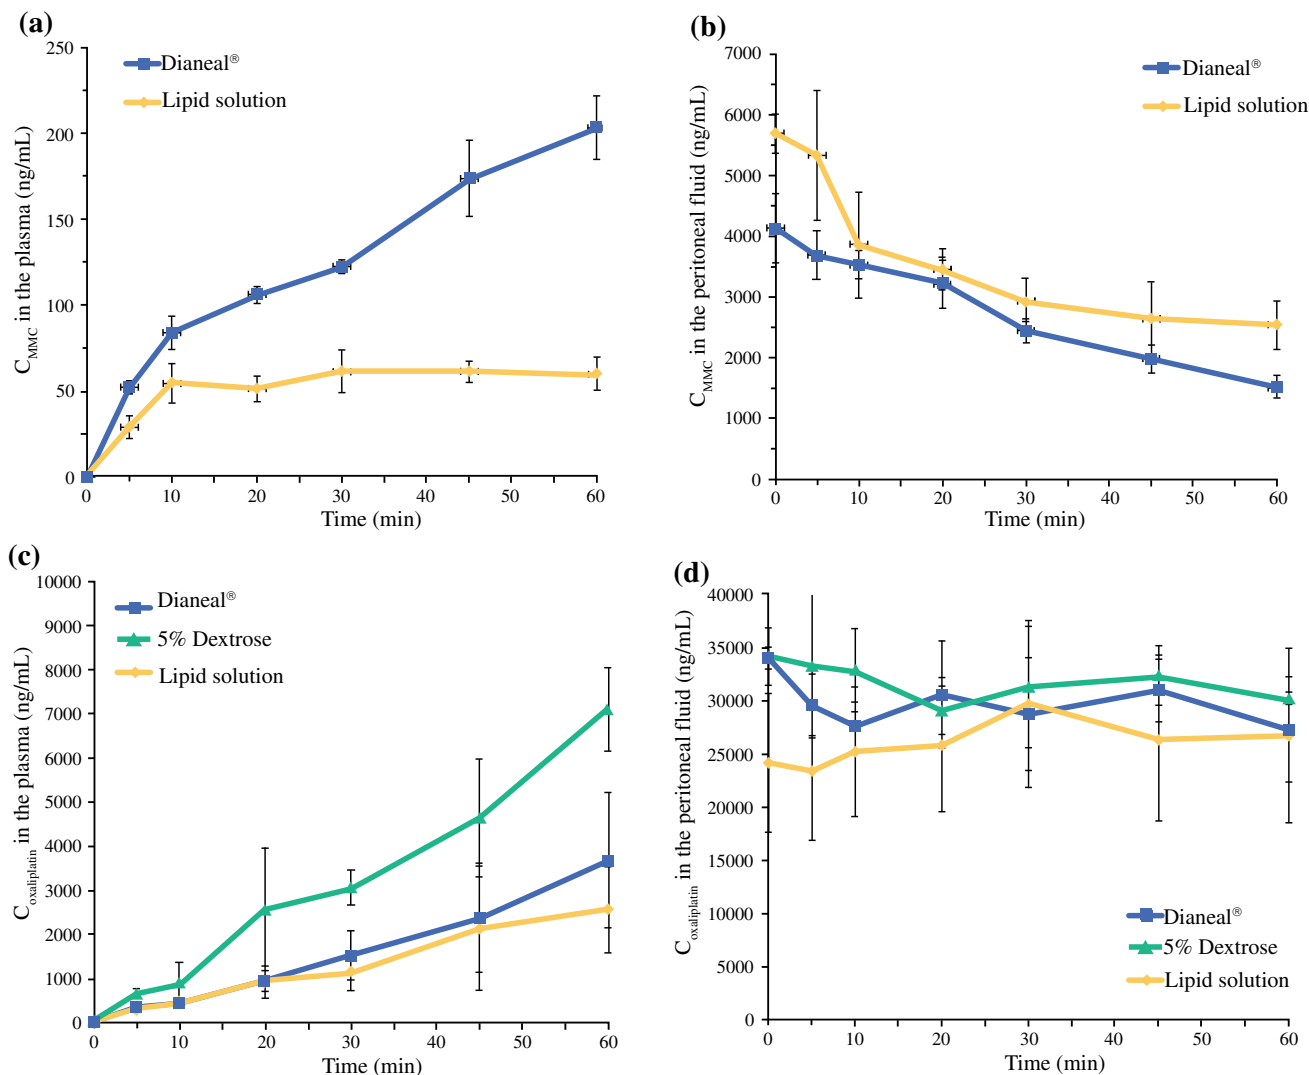 (a)
250
200
150
100
50
0
C_MMC in the plasma (ng/mL)
Dianeal®
Lipid solution
0 10 20 30 40 50 60
Time (min)
(b)
7000
6000
5000
4000
3000
2000
1000
0
C_MMC in the peritoneal fluid (ng/mL)
Dianeal®
Lipid solution
0 10 20 30 40 50 60
Time (min)
(c)
10000
9000
8000
7000
6000
5000
4000
3000
2000
1000
0
C_oxaliplatin in the plasma (ng/mL)
Dianeal®
5% Dextrose
Lipid solution
0 10 20 30 40 50 60
Time (min)
(d)
40000
35000
30000
25000
20000
15000
10000
5000
0
C_oxaliplatin in the peritoneal fluid (ng/mL)
Dianeal®
5% Dextrose
Lipid solution
0 10 20 30 40 50 60
Time (min)